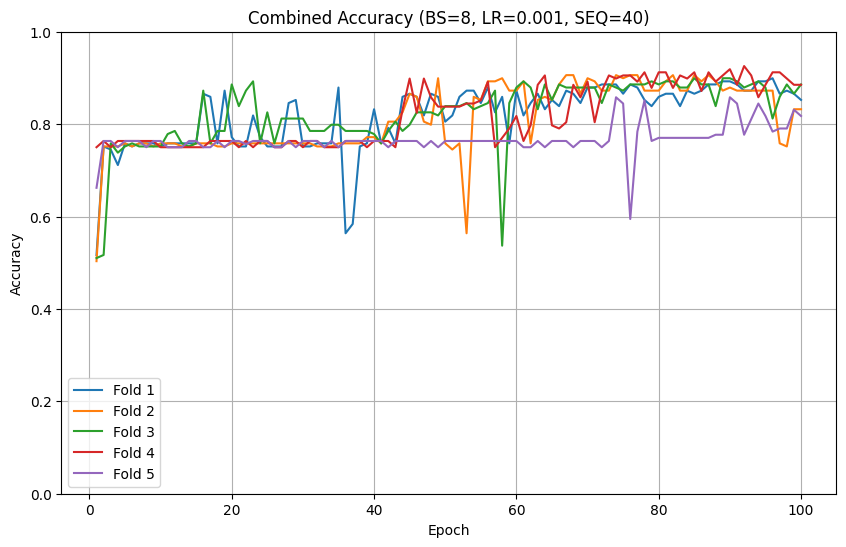 Combined Accuracy (BS=8, LR=0.001, SEQ=40)
1.0
0.8
0.6
0.4
0.2
0.0
Accuracy
Fold 1
Fold 2
Fold 3
Fold 4
Fold 5
0 20 40 60 80 100
Epoch